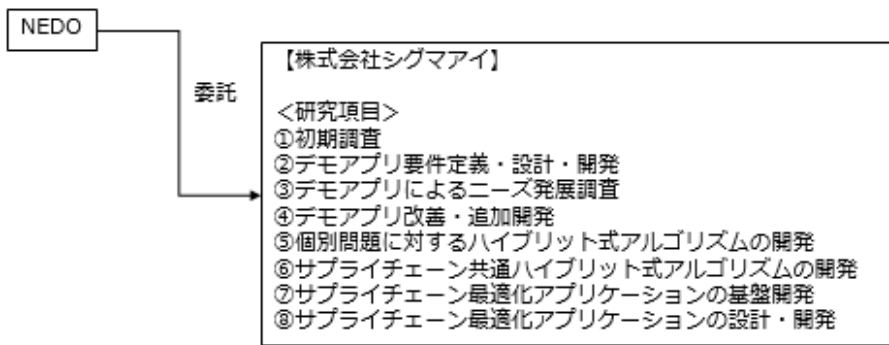 NEDO
委託
【株式会社シグマアイ】
<研究項目>
①初期調査
②デモアプリ要件定義・設計・開発
③デモアプリによるニーズ発展調査
④デモアプリ改善・追加開発
⑤個別問題に対するハイブリット式アルゴリズムの開発
⑥サプライチェーン共通ハイブリット式アルゴリズムの開発
⑦サプライチェーン最適化アプリケーションの基盤開発
⑧サプライチェーン最適化アプリケーションの設計・開発